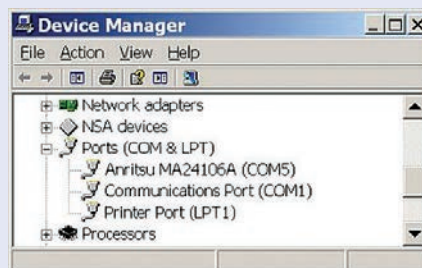 Device Manager
File Action View Help
Network adapters
NSA devices
Ports (COM & LPT)
Anritsu MA24106A (COM5)
Communications Port (COM1)
Printer Port (LPT1)
Processors